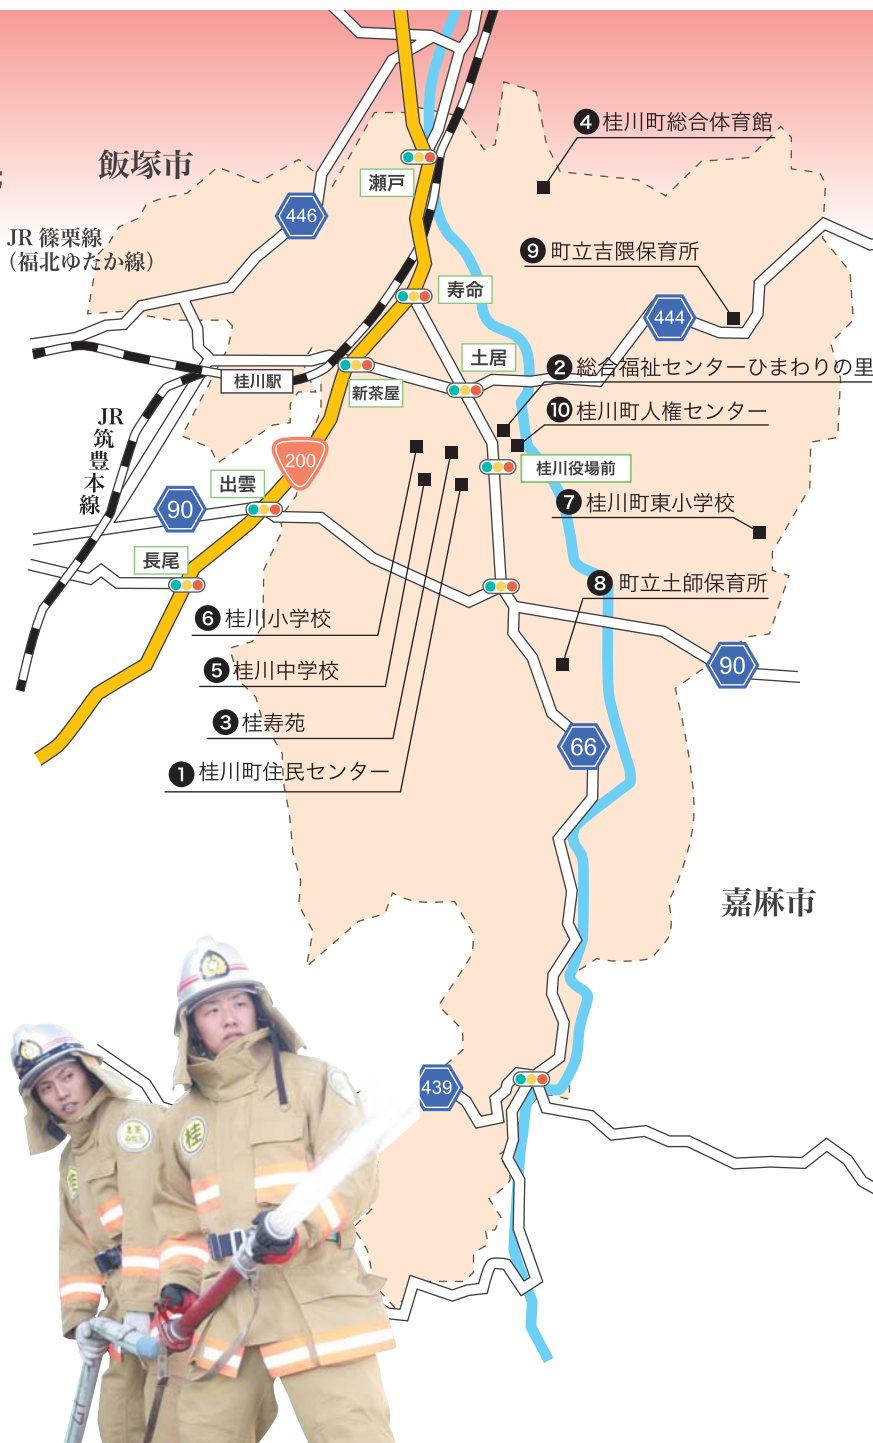 ❹桂川町総合体育館
飯塚市
瀬戸
446
JR 篠栗線
（福北ゆたか線）
❾町立吉隈保育所
寿命
444
土居
❷総合福祉センターひまわりの里
桂川駅
新茶屋
❿桂川町人権センター
JR
筑豊本線
200
桂川役場前
出雲
90
❼桂川町東小学校
長尾
❽町立土師保育所
❻桂川小学校
❺桂川中学校
90
❸桂寿苑
66
❶桂川町住民センター
嘉麻市
439
桂